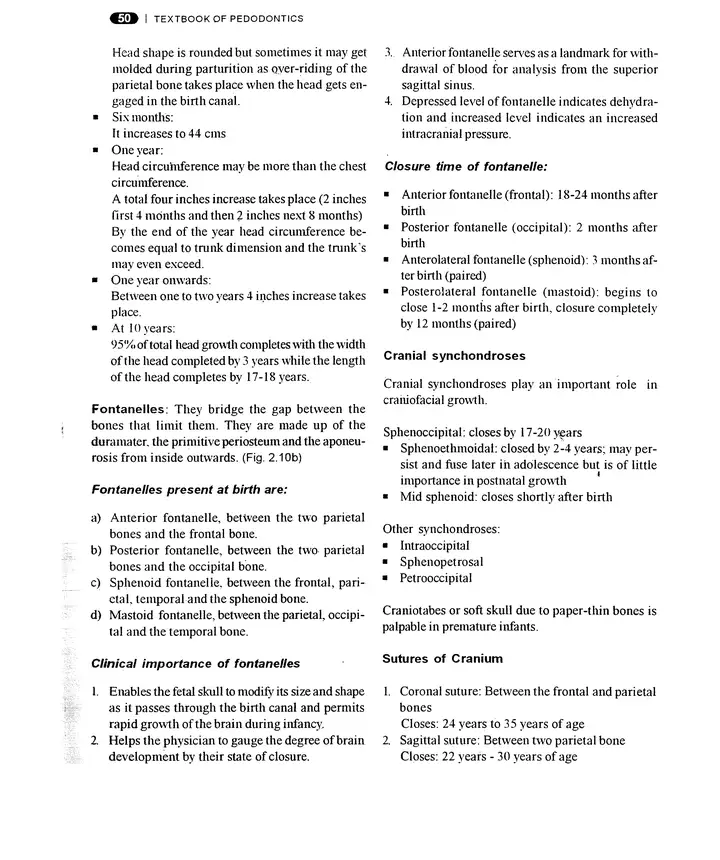 50 | TEXTBOOK OF PEDODONTICS
Head shape is rounded but sometimes it may get
molded during parturition as over-riding of the
parietal bone takes place when the head gets en-
gaged in the birth canal.
▪ Six months:
It increases to 44 cms
▪ One year:
Head circumference may be more than the chest
circumference.
A total four inches increase takes place (2 inches
first 4 months and then 2 inches next 8 months)
By the end of the year head circumference be-
comes equal to trunk dimension and the trunk's
may even exceed.
▪ One year onwards:
Between one to two years 4 inches increase takes
place.
▪ At 10 years:
95% of total head growth completes with the width
of the head completed by 3 years while the length
of the head completes by 17-18 years.
Fontanelles: They bridge the gap between the
bones that limit them. They are made up of the
duramater, the primitive periosteum and the aponeu-
rosis from inside outwards. (Fig. 2.10b)
Fontanelles present at birth are:
a) Anterior fontanelle, between the two parietal
bones and the frontal bone.
b) Posterior fontanelle, between the two parietal
bones and the occipital bone.
c) Sphenoid fontanelle, between the frontal, pari-
etal, temporal and the sphenoid bone.
d) Mastoid fontanelle, between the parietal, occipi-
tal and the temporal bone.
Clinical importance of fontanelles
1. Enables the fetal skull to modify its size and shape
as it passes through the birth canal and permits
rapid growth of the brain during infancy.
2. Helps the physician to gauge the degree of brain
development by their state of closure.
3. Anterior fontanelle serves as a landmark for with-
drawal of blood for analysis from the superior
sagittal sinus.
4. Depressed level of fontanelle indicates dehydra-
tion and increased level indicates an increased
intracranial pressure.
Closure time of fontanelle:
▪ Anterior fontanelle (frontal): 18-24 months after
birth
▪ Posterior fontanelle (occipital): 2 months after
birth
▪ Anterolateral fontanelle (sphenoid): 3 months af-
ter birth (paired)
▪ Posterolateral fontanelle (mastoid): begins to
close 1-2 months after birth, closure completely
by 12 months (paired)
Cranial synchondroses
Cranial synchondroses play an important role in
craniofacial growth.
Sphenoccipital: closes by 17-20 years
▪ Sphenoethmoidal: closed by 2-4 years; may per-
sist and fuse later in adolescence but is of little
importance in postnatal growth
▪ Mid sphenoid: closes shortly after birth
Other synchondroses:
▪ Intraoccipital
▪ Sphenopetrosal
▪ Petrooccipital
Craniotabes or soft skull due to paper-thin bones is
palpable in premature infants.
Sutures of Cranium
1. Coronal suture: Between the frontal and parietal
bones
Closes: 24 years to 35 years of age
2. Sagittal suture: Between two parietal bone
Closes: 22 years - 30 years of age